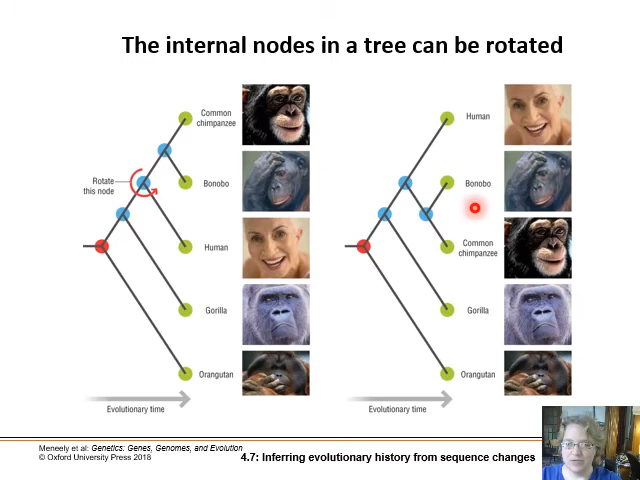 The internal nodes in a tree can be rotated
Common
chimpanzee
Rotate
this node
Bonobo
Human
Gorilla
Orangutan
Evolutionary time
Human
Bonobo
Common
chimpanzee
Gorilla
Orangutan
Evolutionary time
Meneely et al: Genetics: Genes, Genomes, and Evolution
© Oxford University Press 2018
4.7: Inferring evolutionary history from sequence changes